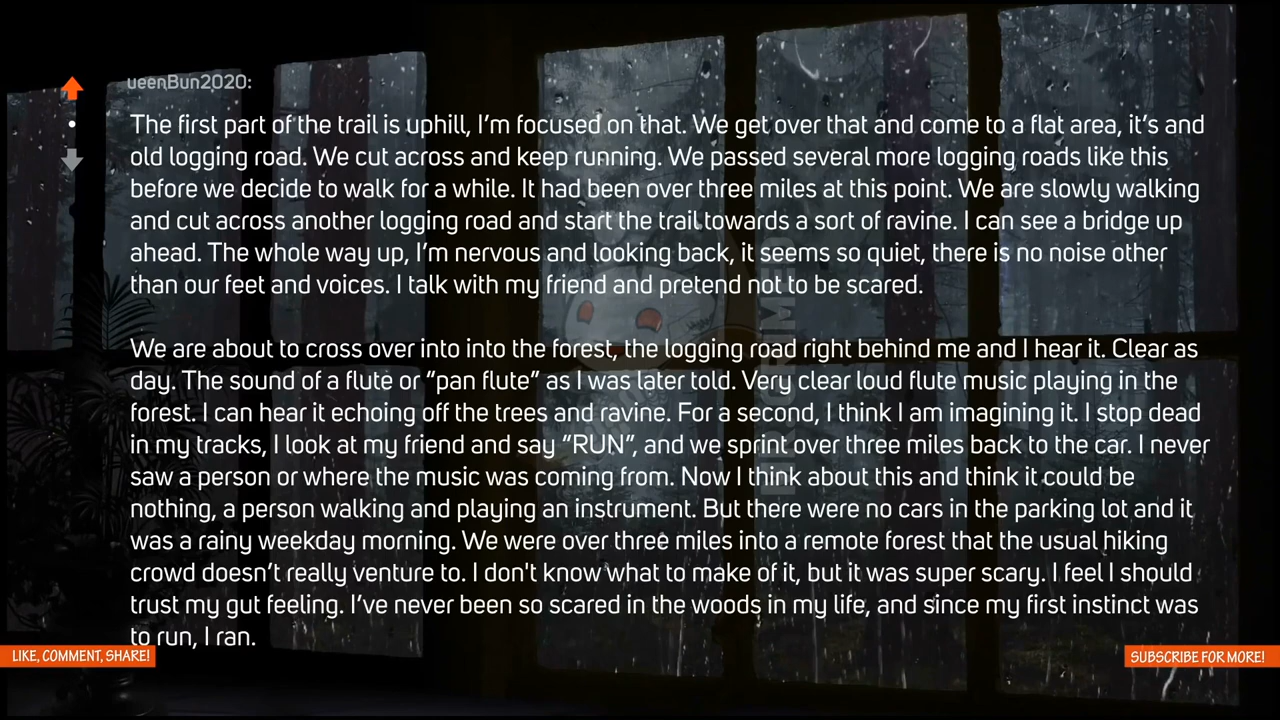 ueenBun2020:
The first part of the trail is uphill, I'm focused on that. We get over that and come to a flat area, it's and
old logging road. We cut across and keep running. We passed several more logging roads like this
before we decide to walk for a while. It had been over three miles at this point. We are slowly walking
and cut across another logging road and start the trail towards a sort of ravine. I can see a bridge up
ahead. The whole way up, I'm nervous and looking back, it seems so quiet, there is no noise other
than our feet and voices. I talk with my friend and pretend not to be scared.
We are about to cross over into into the forest, the logging road right behind me and I hear it. Clear as
day. The sound of a flute or “pan flute” as I was later told. Very clear loud flute music playing in the
forest. I can hear it echoing off the trees and ravine. For a second, I think I am imagining it. I stop dead
in my tracks, I look at my friend and say “RUN”, and we sprint over three miles back to the car. I never
saw a person or where the music was coming from. Now I think about this and think it could be
nothing, a person walking and playing an instrument. But there were no cars in the parking lot and it
was a rainy weekday morning. We were over three miles into a remote forest that the usual hiking
crowd doesn't really venture to. I don't know what to make of it, but it was super scary. I feel I should
trust my gut feeling. I've never been so scared in the woods in my life, and since my first instinct was
to run, I ran.
LIKE, COMMENT, SHARE!
SUBSCRIBE FOR MORE!